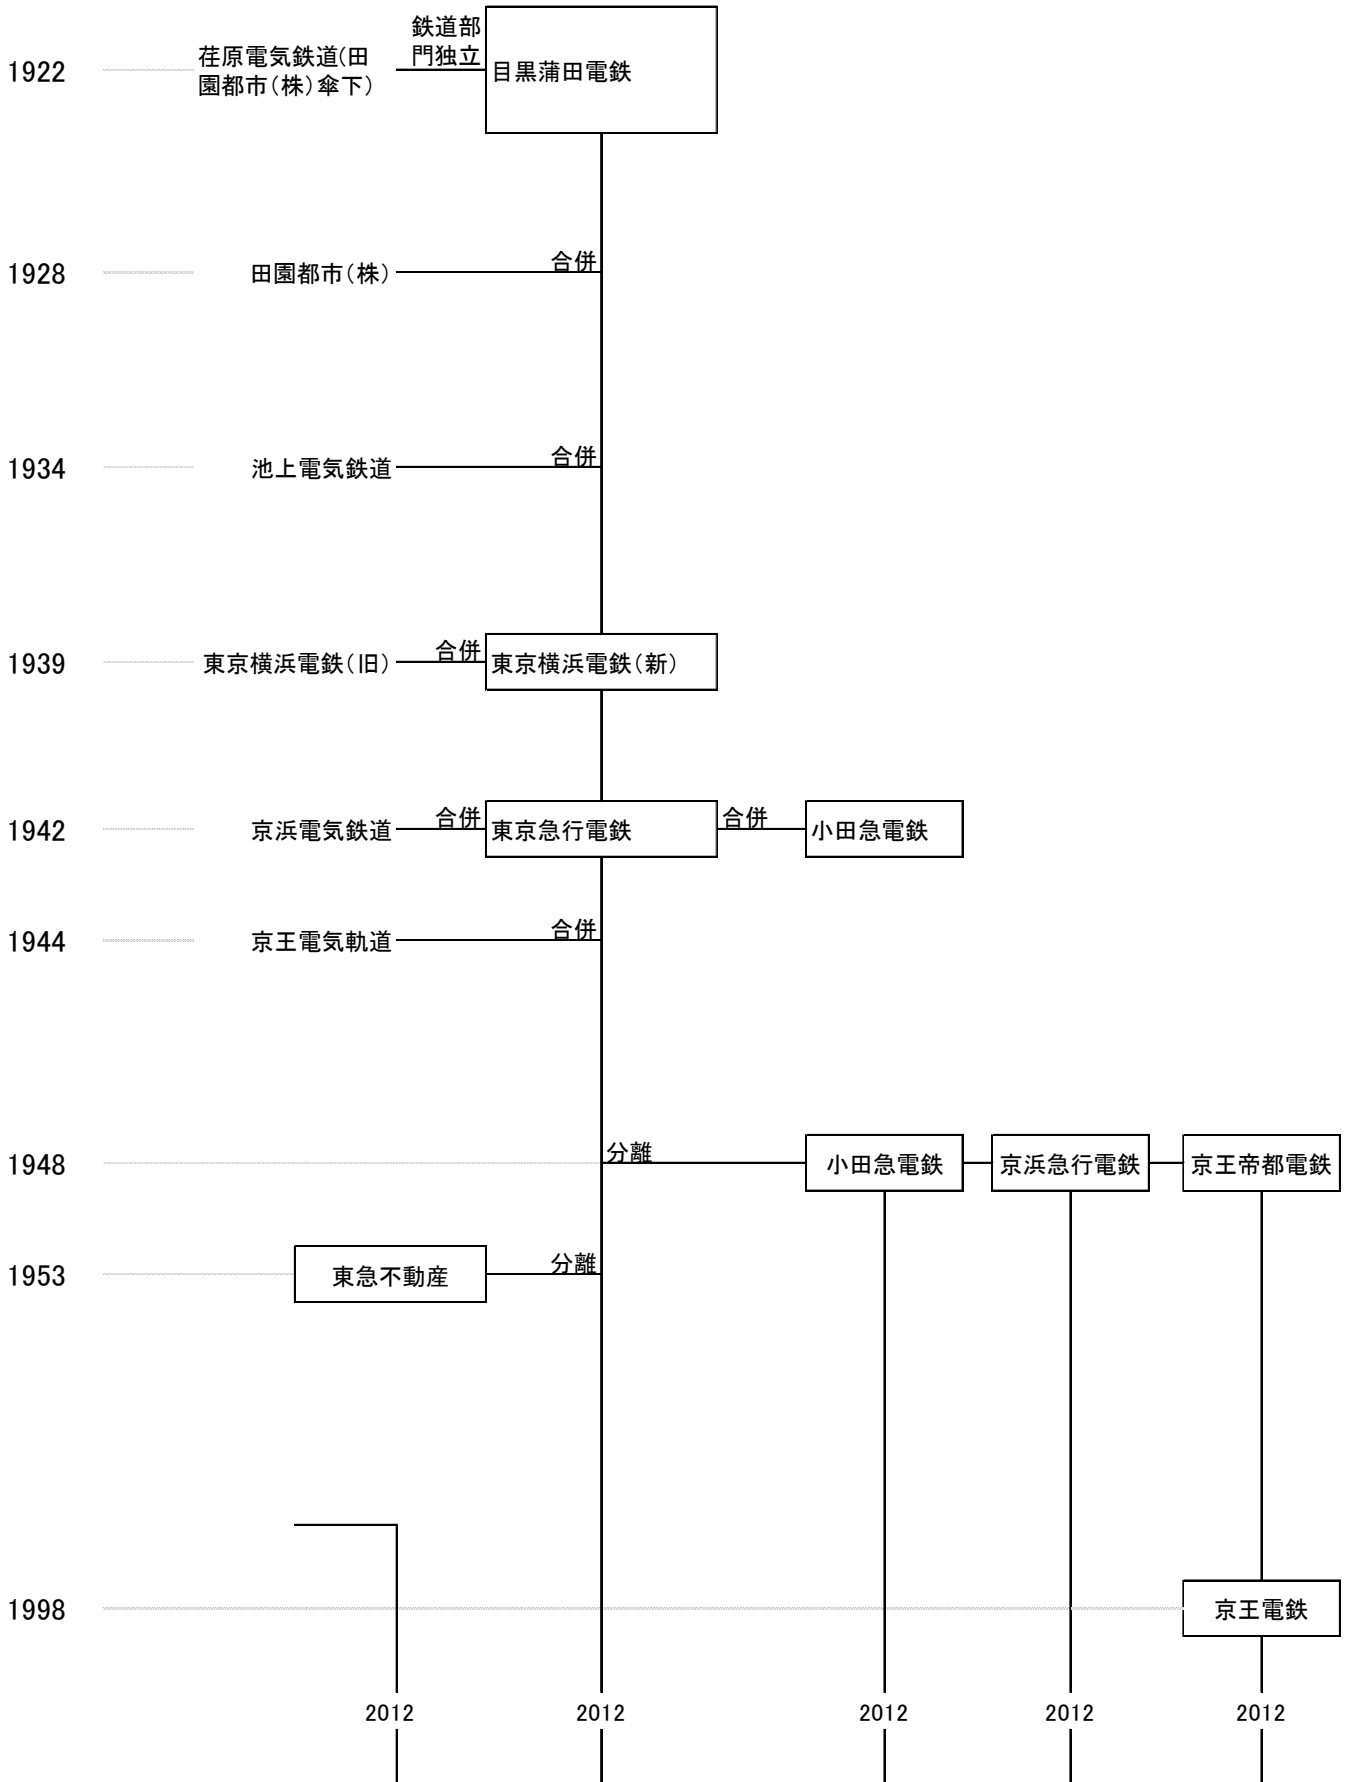 1922
荏原電気鉄道(田
園都市(株)傘下)
鉄道部
門独立
目黒蒲田電鉄
1928
田園都市(株)
合併
1934
池上電気鉄道
合併
1939
東京横浜電鉄(旧)
合併
東京横浜電鉄(新)
1942
京浜電気鉄道
合併
東京急行電鉄
合併
小田急電鉄
1944
京王電気軌道
合併
1948
分離
小田急電鉄
京浜急行電鉄
京王帝都電鉄
1953
東急不動産
分離
1998
京王電鉄
2012
2012
2012
2012
2012